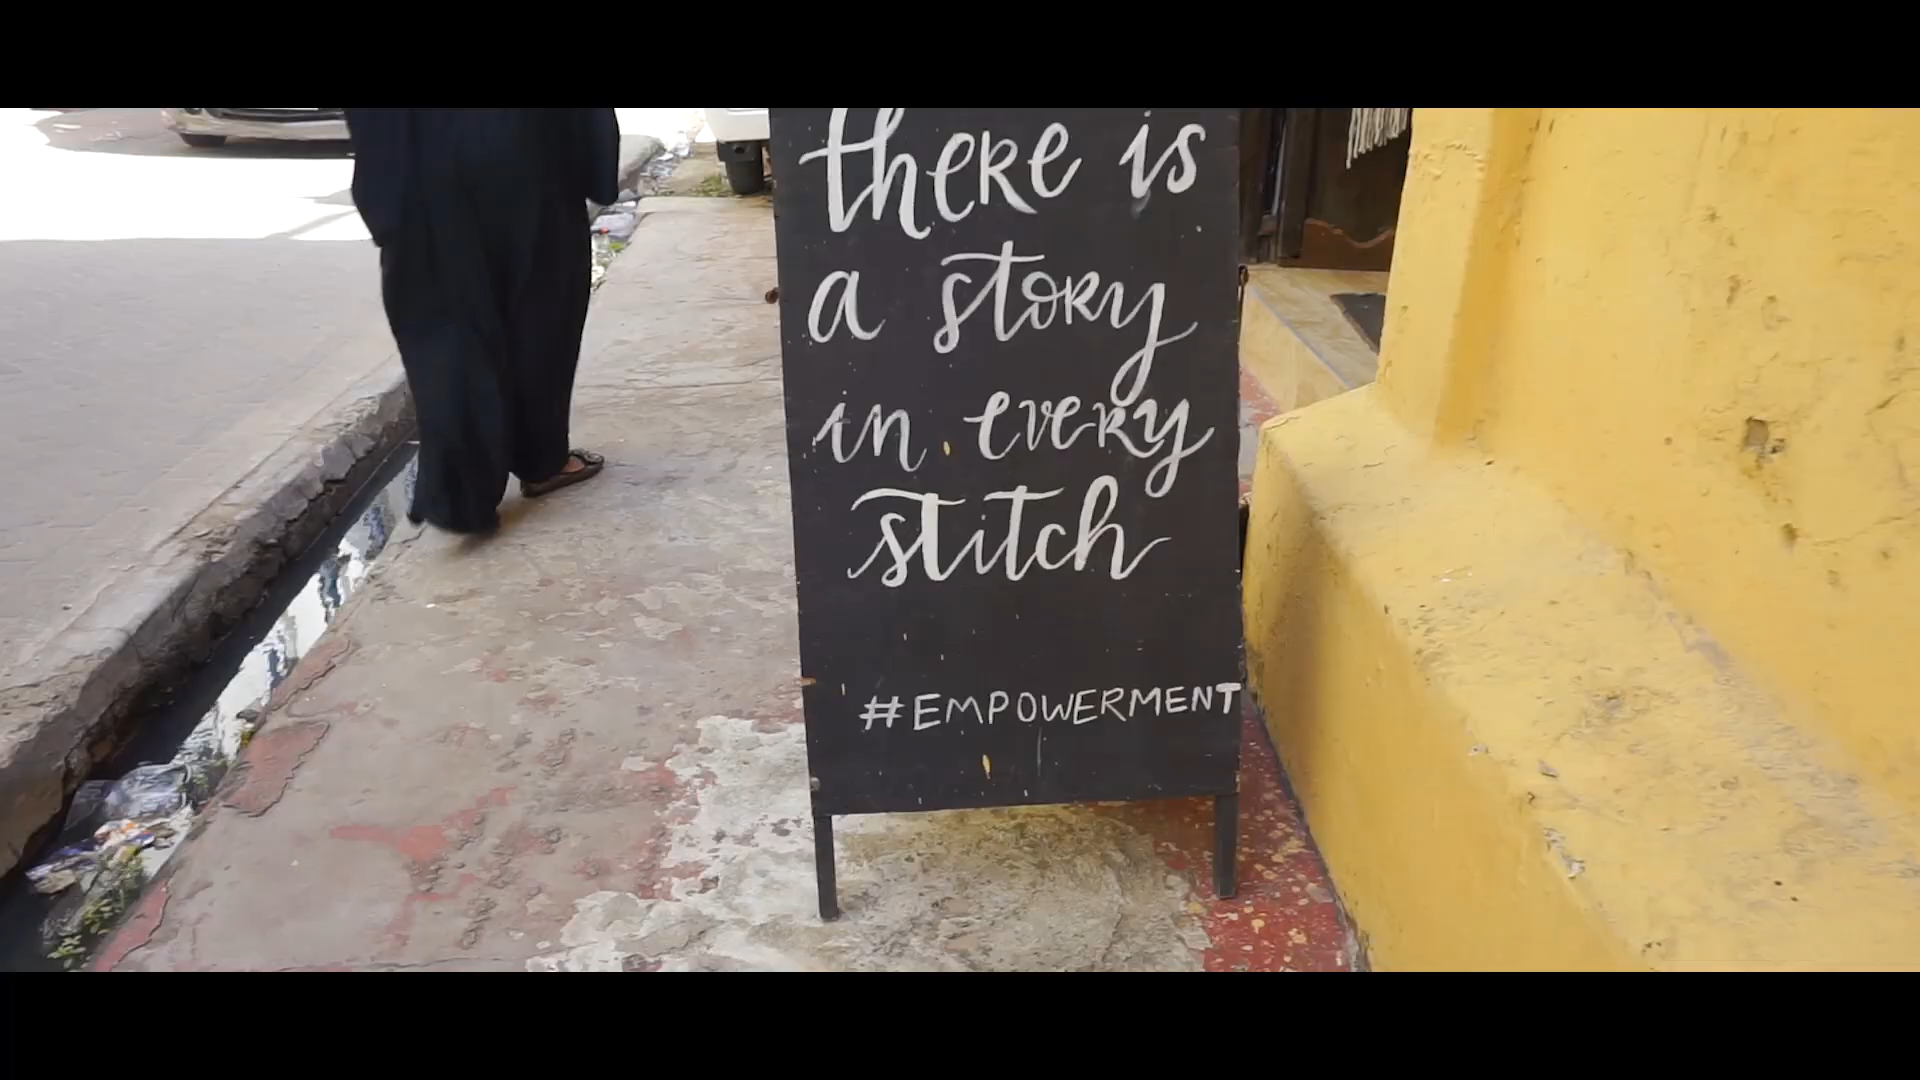 there is
a story
in every
stitch
#EMPOWERMENT